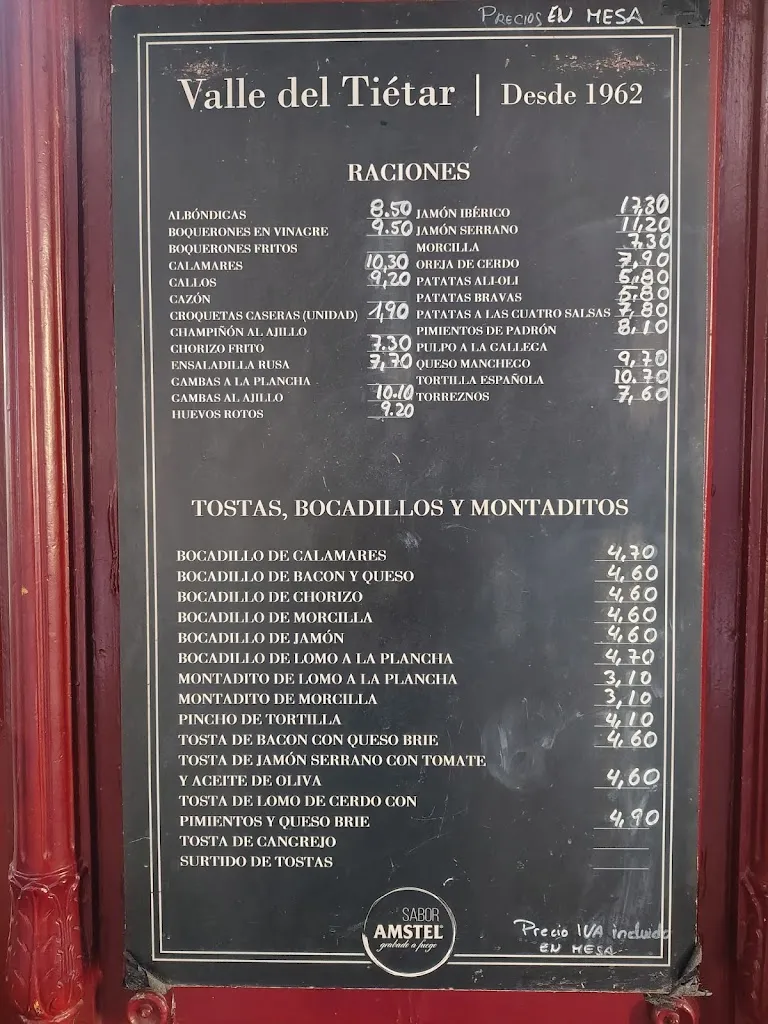 PRECIOS EN MESA
Valle del Tiétar | Desde 1962
RACIONES
ALBÓNDIGAS 8.50
BOQUERONES EN VINAGRE 9.50
BOQUERONES FRITOS
CALAMARES 10,30
CALLOS 9,20
CAZÓN
CROQUETAS CASERAS (UNIDAD) 1,90
CHAMPIÑÓN AL AJILLO
CHORIZO FRITO 7.30
ENSALADILLA RUSA 7,70
GAMBAS A LA PLANCHA
GAMBAS AL AJILLO 10.10
HUEVOS ROTOS 9.20
JAMÓN IBÉRICO 17,30
JAMÓN SERRANO 11,20
MORCILLA 7,30
OREJA DE CERDO 7,90
PATATAS ALI-OLI 6,80
PATATAS BRAVAS 5,80
PATATAS A LAS CUATRO SALSAS 7,80
PIMIENTOS DE PADRÓN 8,10
PULPO A LA GALLEGA
QUESO MANCHEGO 9,70
TORTILLA ESPAÑOLA 10.70
TORREZNOS 7,60
TOSTAS, BOCADILLOS Y MONTADITOS
BOCADILLO DE CALAMARES 4,70
BOCADILLO DE BACON Y QUESO 4,60
BOCADILLO DE CHORIZO 4,60
BOCADILLO DE MORCILLA 4,60
BOCADILLO DE JAMÓN 4,60
BOCADILLO DE LOMO A LA PLANCHA 4,70
MONTADITO DE LOMO A LA PLANCHA 3,10
MONTADITO DE MORCILLA 3,10
PINCHO DE TORTILLA 4,10
TOSTA DE BACON CON QUESO BRIE 4,60
TOSTA DE JAMÓN SERRANO CON TOMATE
Y ACEITE DE OLIVA 4,60
TOSTA DE LOMO DE CERDO CON
PIMIENTOS Y QUESO BRIE 4,90
TOSTA DE CANGREJO
SURTIDO DE TOSTAS
SABOR
AMSTEL
grabado a fuego
Precio IVA incluido
EN MESA